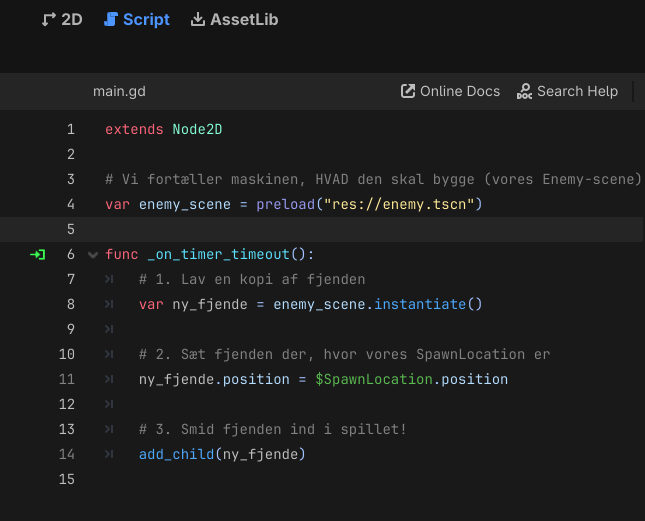 2D Script AssetLib
main.gd Online Docs Search Help
1 extends Node2D
2
3 # Vi fortæller maskinen, HVAD den skal bygge (vores Enemy-scene)
4 var enemy_scene = preload("res://enemy.tscn")
5
6 func _on_timer_timeout():
7 # 1. Lav en kopi af fjenden
8 var ny_fjende = enemy_scene.instantiate()
9
10 # 2. Sæt fjenden der, hvor vores SpawnLocation er
11 ny_fjende.position = $SpawnLocation.position
12
13 # 3. Smid fjenden ind i spillet!
14 add_child(ny_fjende)
15